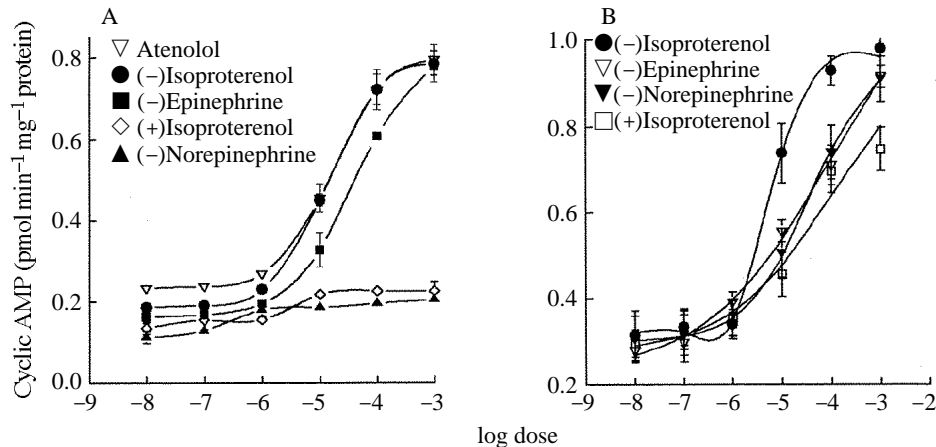 A
▽ Atenolol
● (–)Isoproterenol
■ (–)Epinephrine
◇ (+)Isoproterenol
▲ (–)Norepinephrine
Cyclic AMP (pmol min⁻¹ mg⁻¹ protein)
0.8
0.6
0.4
0.2
0.0
–9 –8 –7 –6 –5 –4 –3
B
● (–)Isoproterenol
▽ (–)Epinephrine
▼ (–)Norepinephrine
□ (+)Isoproterenol
1.0
0.8
0.6
0.4
0.2
–9 –8 –7 –6 –5 –4 –3 –2
log dose